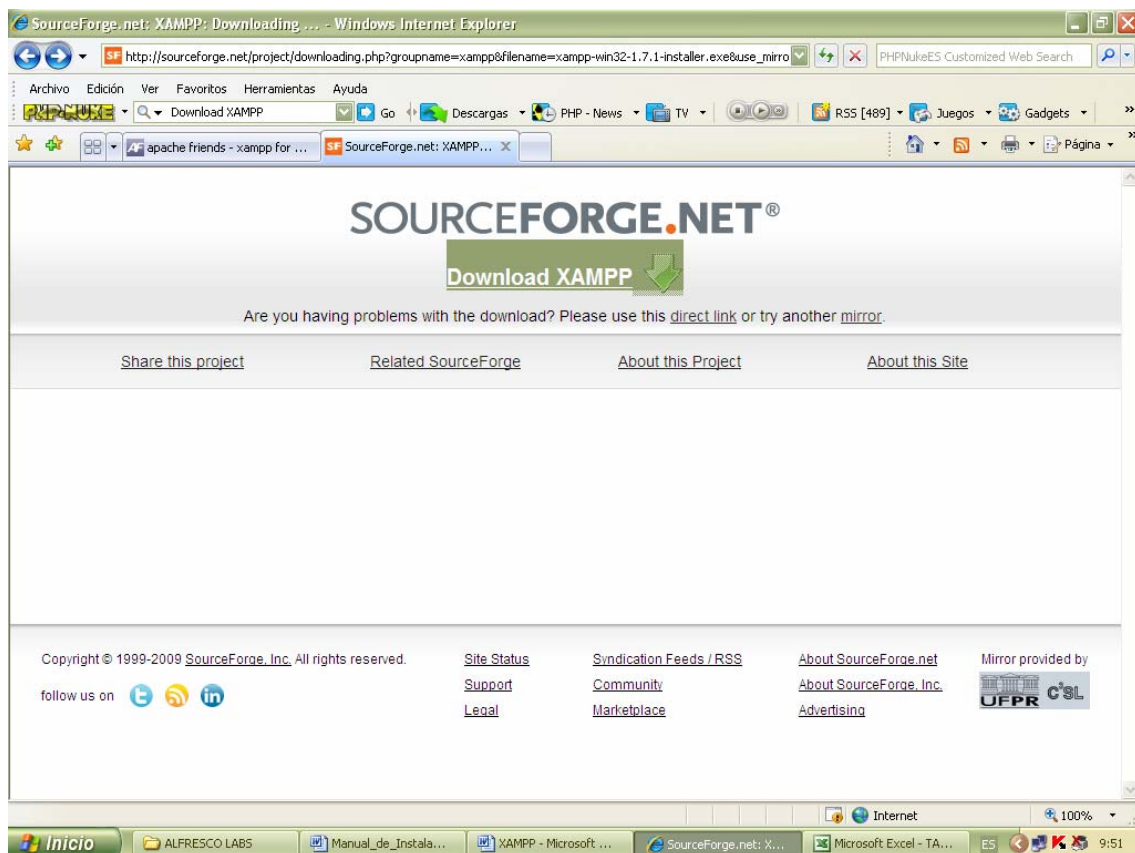 SourceForge.net: XAMPP: Downloading ... - Windows Internet Explorer
SF http://sourceforge.net/project/downloading.php?groupname=xampp&filename=xampp-win32-1.7.1-installer.exe&use_mirro PHPNukeES Customized Web Search
Archivo Edición Ver Favoritos Herramientas Ayuda
PHPNUKE Download XAMPP Go Descargas PHP - News TV RSS [489] Juegos Gadgets »
AF apache friends - xampp for ... SF SourceForge.net: XAMPP... X Página »
SOURCEFORGE.NET®
Download XAMPP
Are you having problems with the download? Please use this direct link or try another mirror.
Share this project Related SourceForge About this Project About this Site
Copyright © 1999-2009 SourceForge, Inc. All rights reserved. Site Status Syndication Feeds / RSS About SourceForge.net Mirror provided by
follow us on in Support Community About SourceForge, Inc. UFPR C³SL
Legal Marketplace Advertising
Internet 100%
Inicio ALFRESCO LABS Manual_de_Instala... XAMPP - Microsoft ... SourceForge.net: X... Microsoft Excel - TA... ES K 9:51